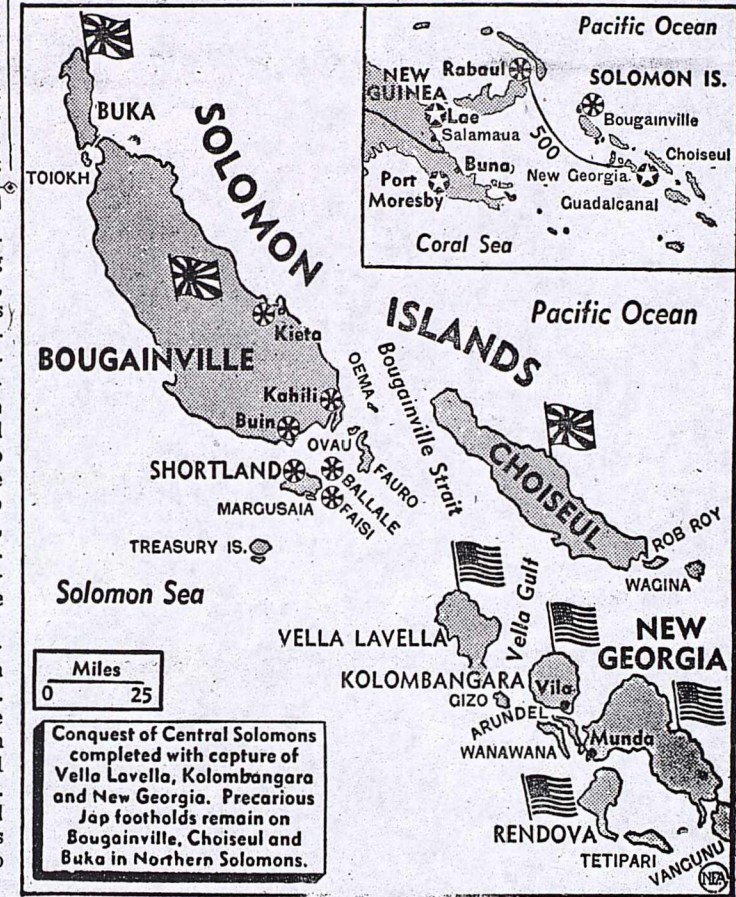 Pacific Ocean
NEW
GUINEA
Rabaul
SOLOMON IS.
Lae
Salamaua
Bougainville
500
Choiseul
Buna
New Georgia
Port
Moresby
Guadalcanal
Coral Sea
BUKA
TOIOKH
SOLOMON
ISLANDS
Pacific Ocean
Kieta
BOUGAINVILLE
OEMA
Bougainville Strait
Kahili
Buin
OVAU
FAURO
SHORTLAND
BALLALE
MARGUSAIA
FAISI
CHOISEUL
TREASURY IS.
ROB ROY
WAGINA
Solomon Sea
Vella Gulf
VELLA LAVELLA
NEW
GEORGIA
KOLOMBANGARA
Vila
GIZO
ARUNDEL
WANAWANA
Munda
RENDOVA
TETIPARI
VANGUNU
Miles
0 25
Conquest of Central Solomons
completed with capture of
Vella Lavella, Kolombangara
and New Georgia. Precarious
Jap footholds remain on
Bougainville, Choiseul and
Buka in Northern Solomons.
NEA